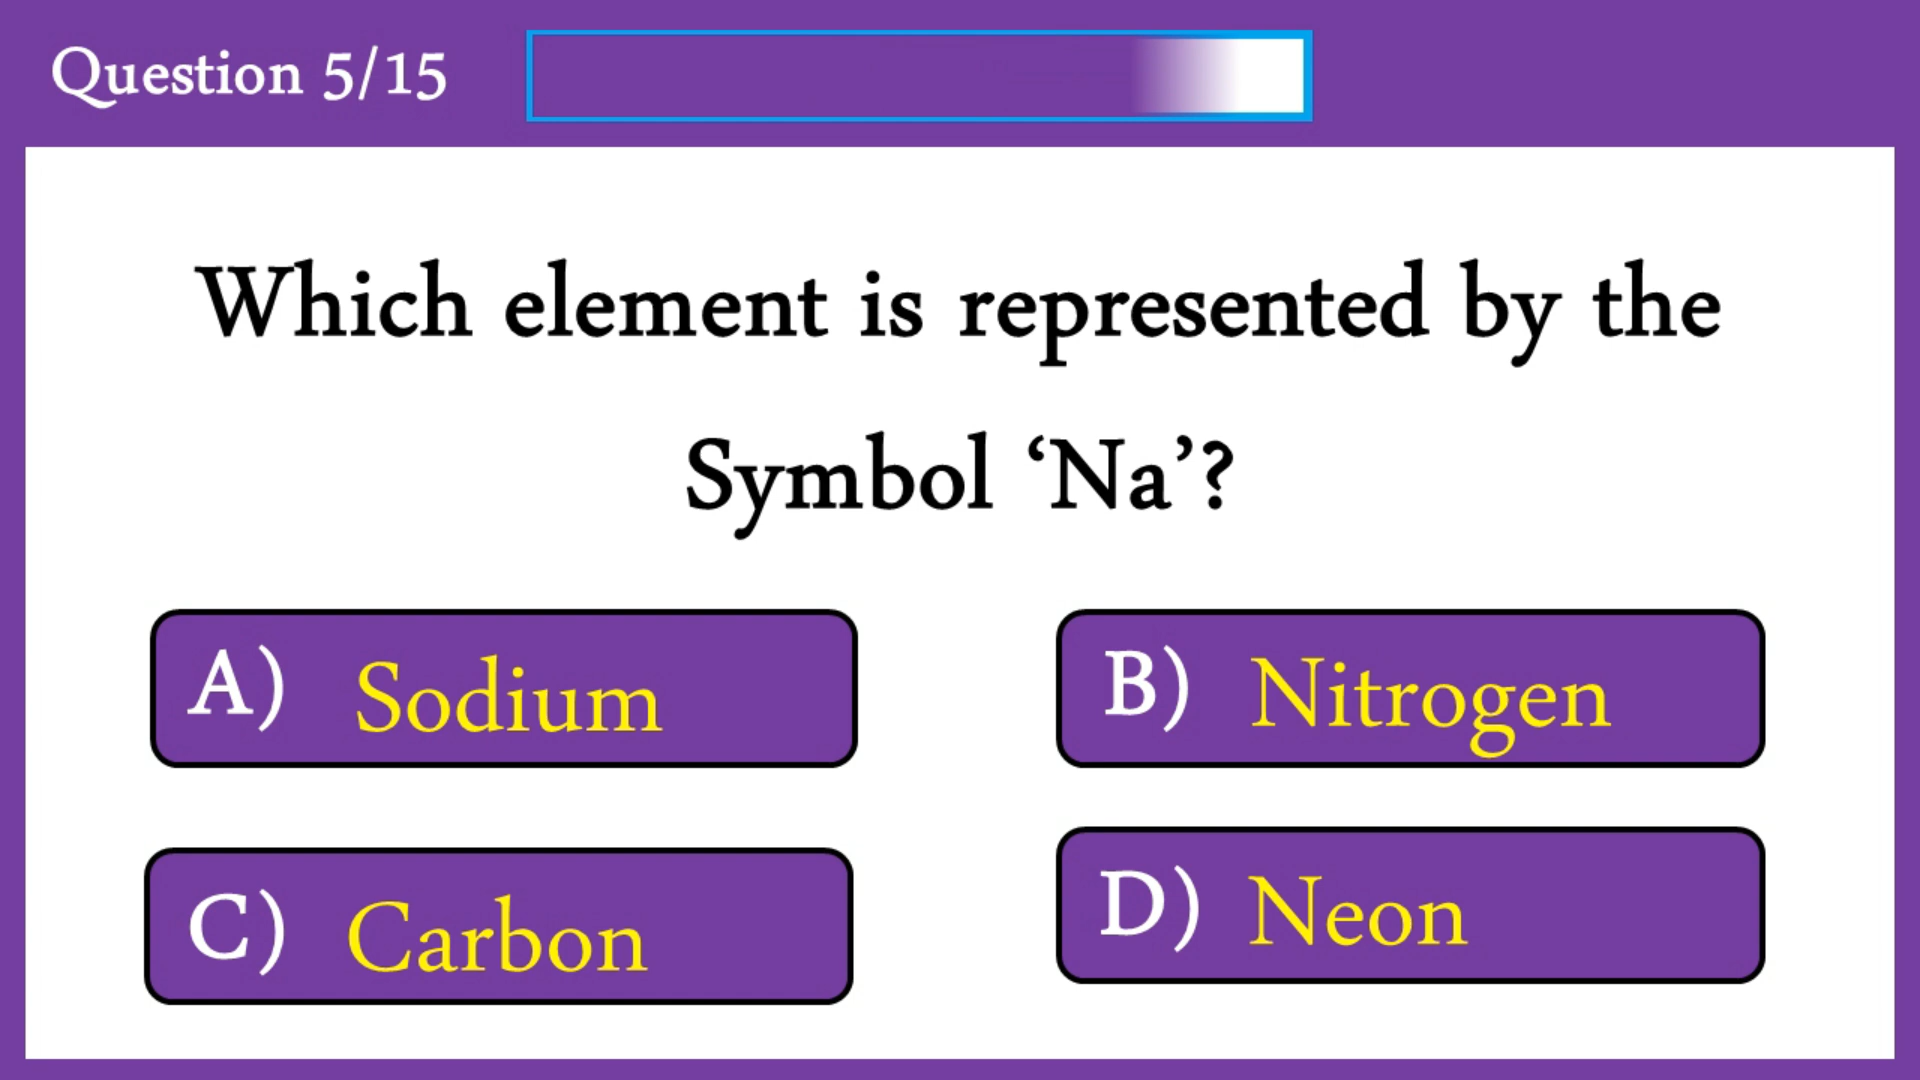 Question 5/15
Which element is represented by the
Symbol ‘Na’?
A) Sodium
B) Nitrogen
C) Carbon
D) Neon